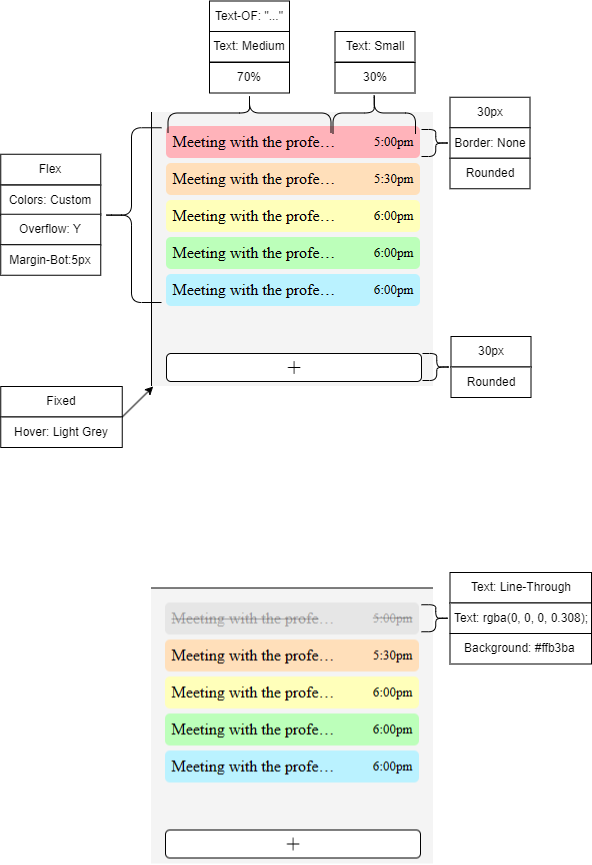 Text-OF: "..."
Text: Medium
70%
Text: Small
30%
Flex
Colors: Custom
Overflow: Y
Margin-Bot:5px
Meeting with the profe… 5:00pm
Meeting with the profe… 5:30pm
Meeting with the profe… 6:00pm
Meeting with the profe… 6:00pm
Meeting with the profe… 6:00pm
+
30px
Border: None
Rounded
30px
Rounded
Fixed
Hover: Light Grey
Meeting with the profe… 5:00pm
Meeting with the profe… 5:30pm
Meeting with the profe… 6:00pm
Meeting with the profe… 6:00pm
Meeting with the profe… 6:00pm
+
Text: Line-Through
Text: rgba(0, 0, 0, 0.308);
Background: #ffb3ba